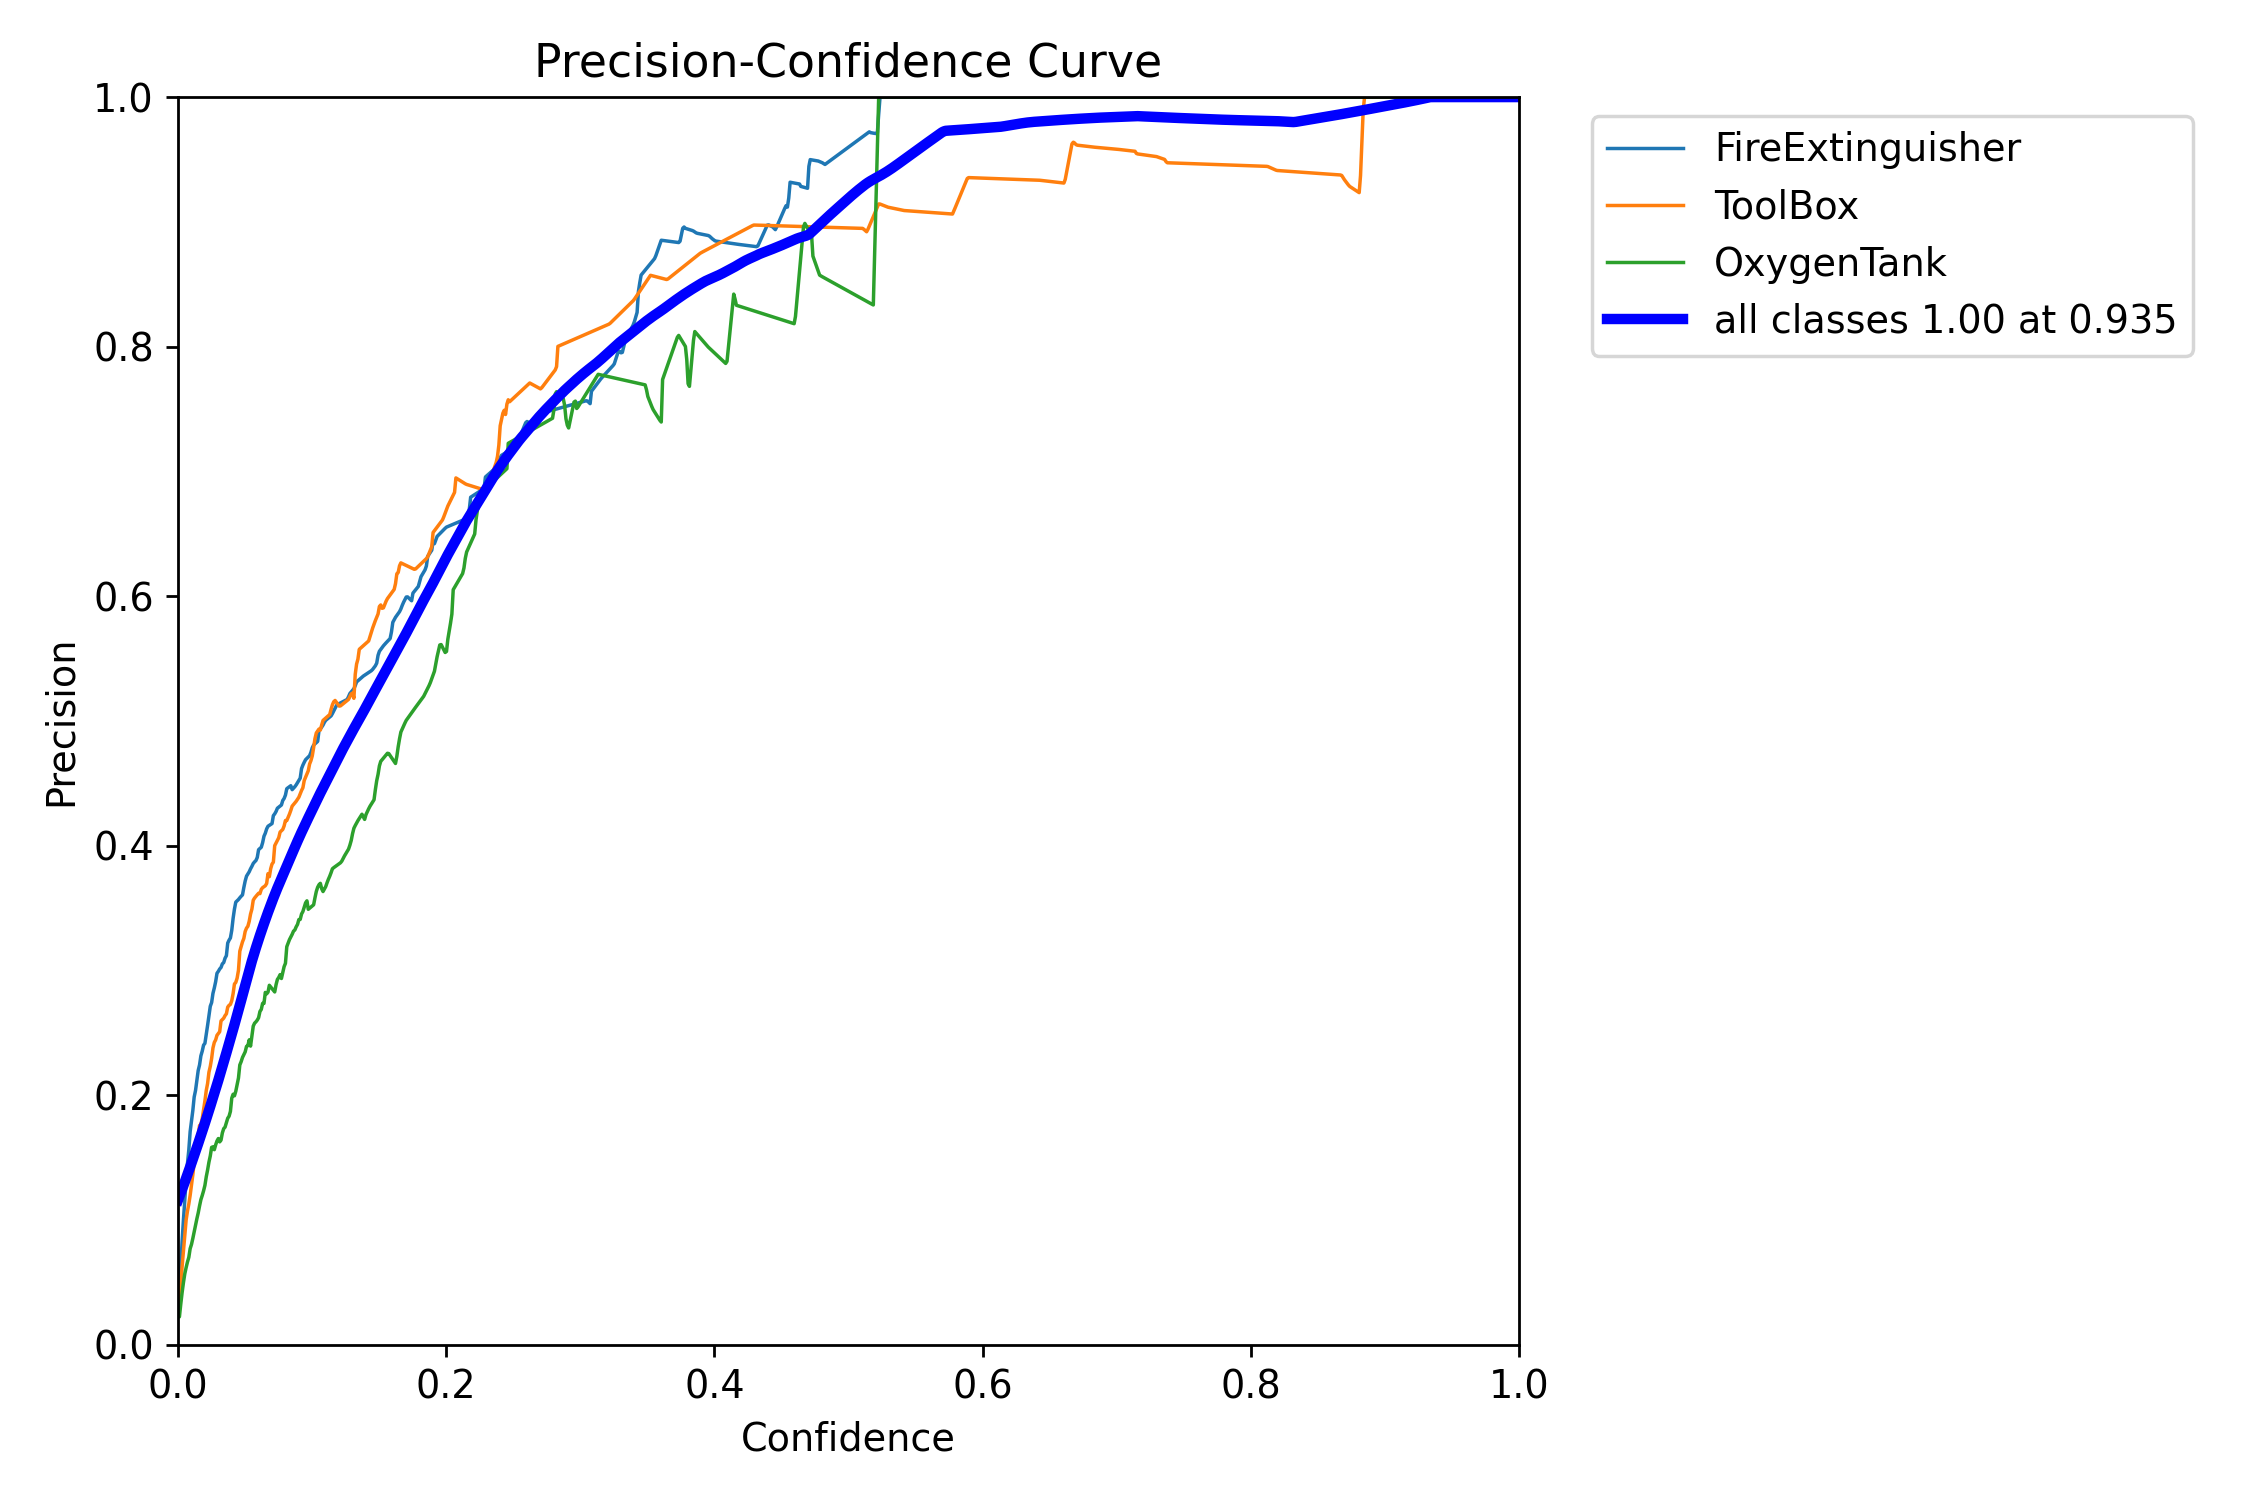 Precision-Confidence Curve
1.0
0.8
0.6
0.4
0.2
0.0
Precision
0.0 0.2 0.4 0.6 0.8 1.0
Confidence
FireExtinguisher
ToolBox
OxygenTank
all classes 1.00 at 0.935